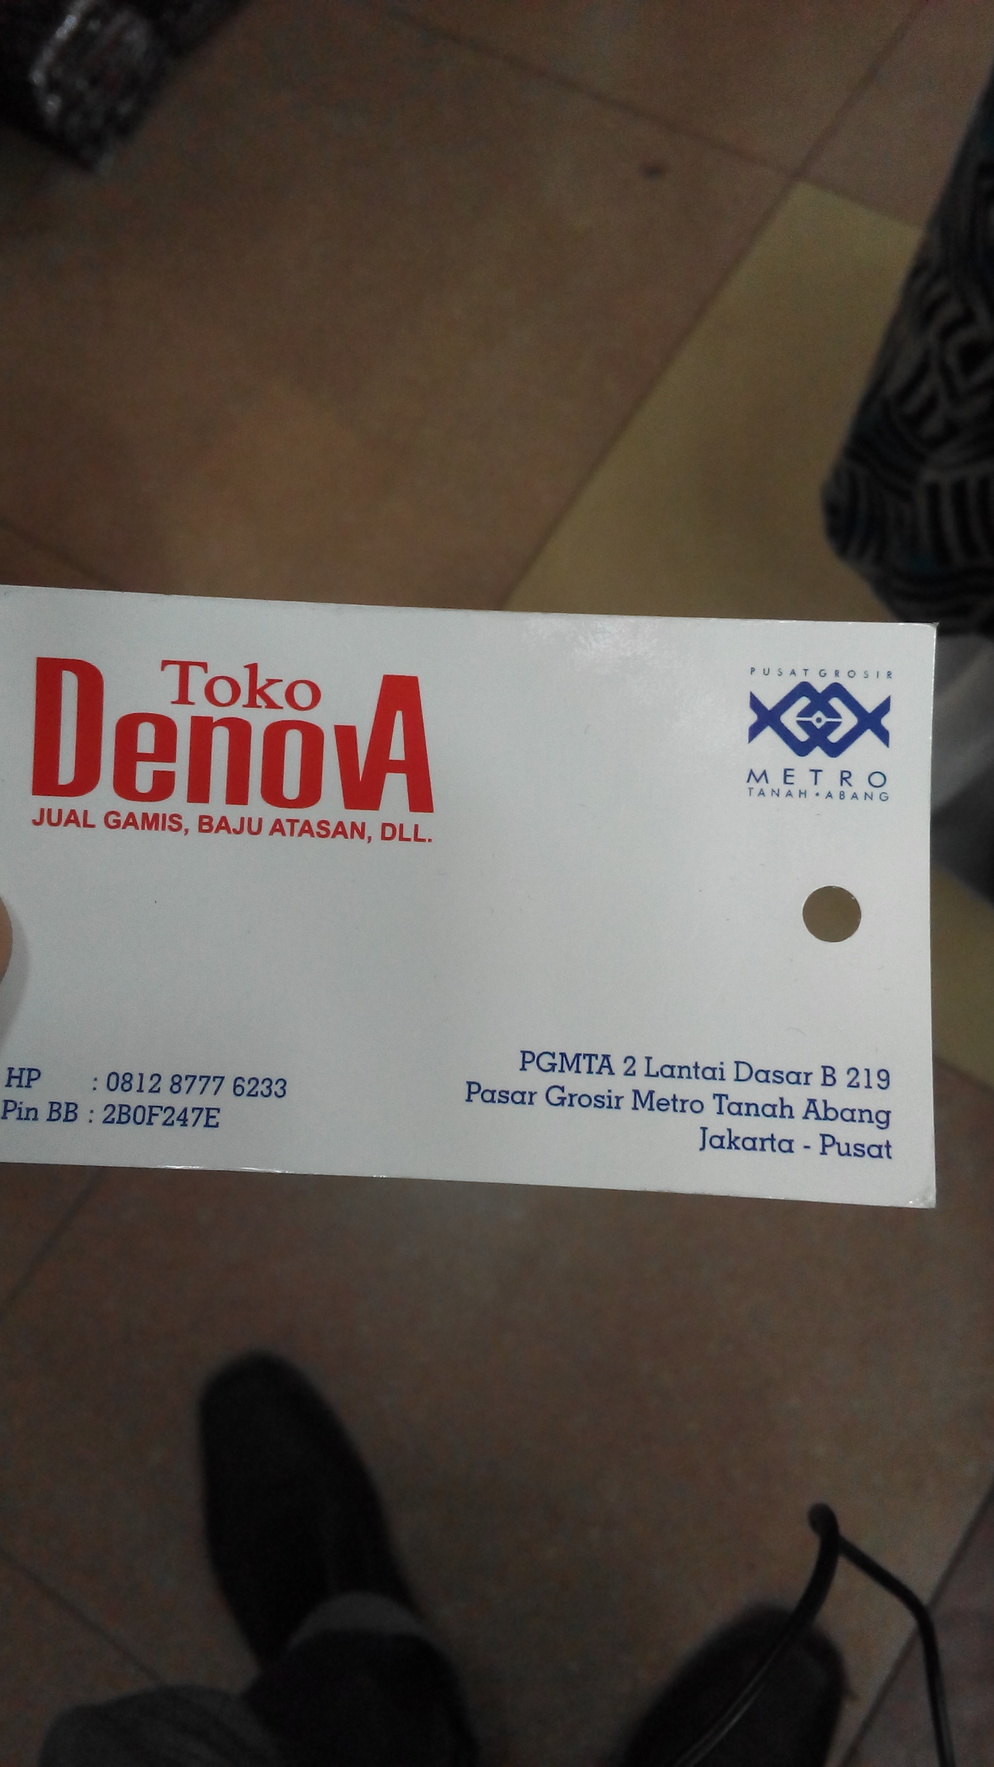 Toko
DenovA
JUAL GAMIS, BAJU ATASAN, DLL.
PUSAT GROSIR
METRO
TANAH • ABANG
HP : 0812 8777 6233
Pin BB : 2B0F247E
PGMTA 2 Lantai Dasar B 219
Pasar Grosir Metro Tanah Abang
Jakarta - Pusat